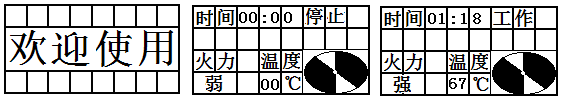 欢迎使用
时间00:00 停止
火力 温度
弱 00℃
时间01:18 工作
火力 温度
强 67℃